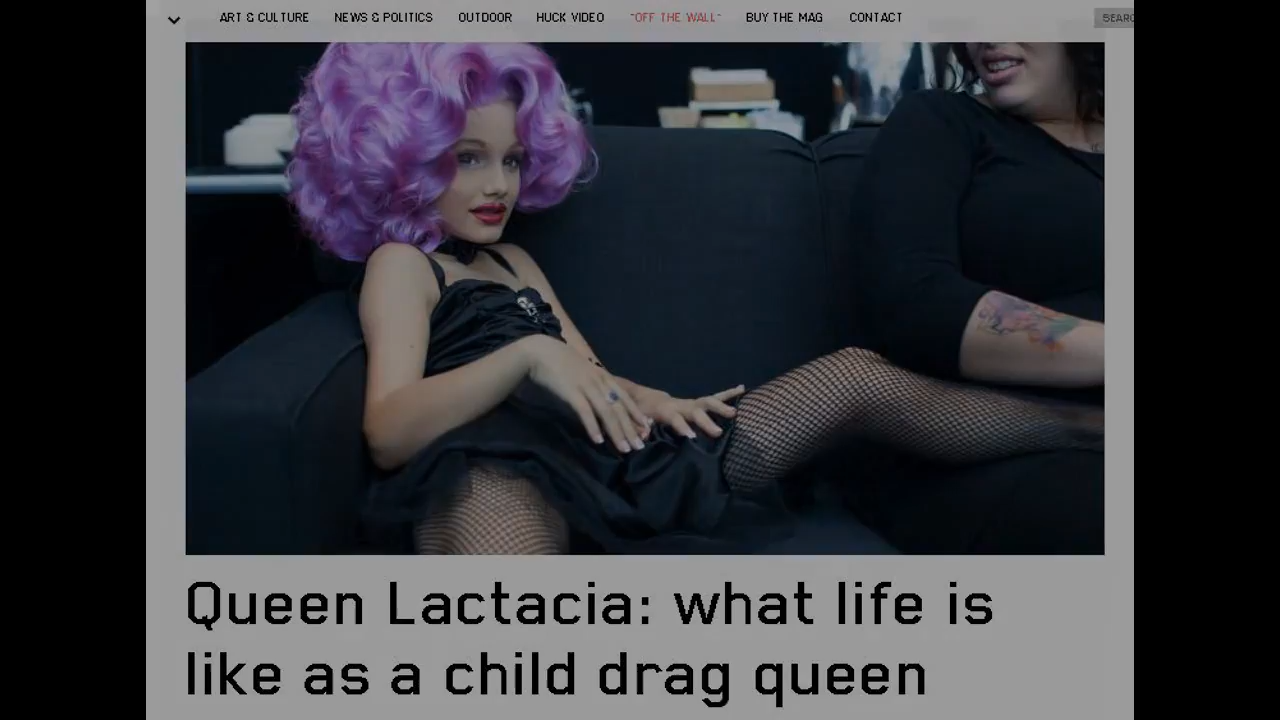 ART & CULTURE NEWS & POLITICS OUTDOOR HUCK VIDEO "OFF THE WALL" BUY THE MAG CONTACT
Queen Lactacia: what life is
like as a child drag queen